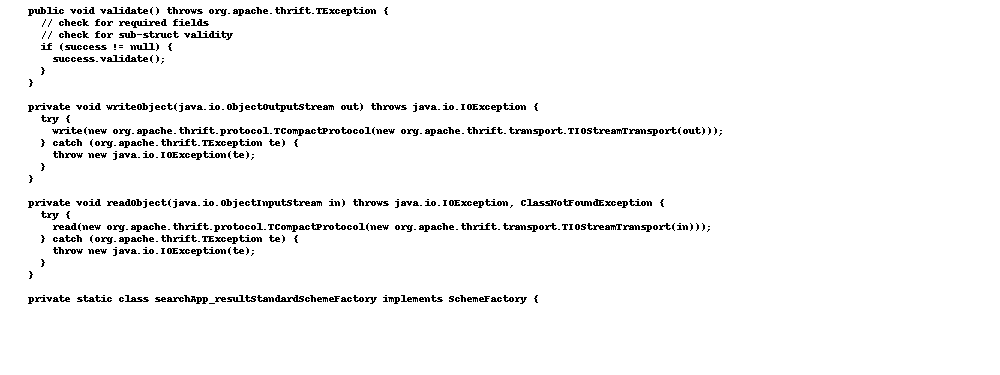 public void validate() throws org.apache.thrift.TException {
// check for required fields
// check for sub-struct validity
if (success != null) {
success.validate();
}
}
private void writeObject(java.io.ObjectOutputStream out) throws java.io.IOException {
try {
write(new org.apache.thrift.protocol.TCompactProtocol(new org.apache.thrift.transport.TIOStreamTransport(out)));
} catch (org.apache.thrift.TException te) {
throw new java.io.IOException(te);
}
}
private void readObject(java.io.ObjectInputStream in) throws java.io.IOException, ClassNotFoundException {
try {
read(new org.apache.thrift.protocol.TCompactProtocol(new org.apache.thrift.transport.TIOStreamTransport(in)));
} catch (org.apache.thrift.TException te) {
throw new java.io.IOException(te);
}
}
private static class searchApp_resultStandardSchemeFactory implements SchemeFactory {